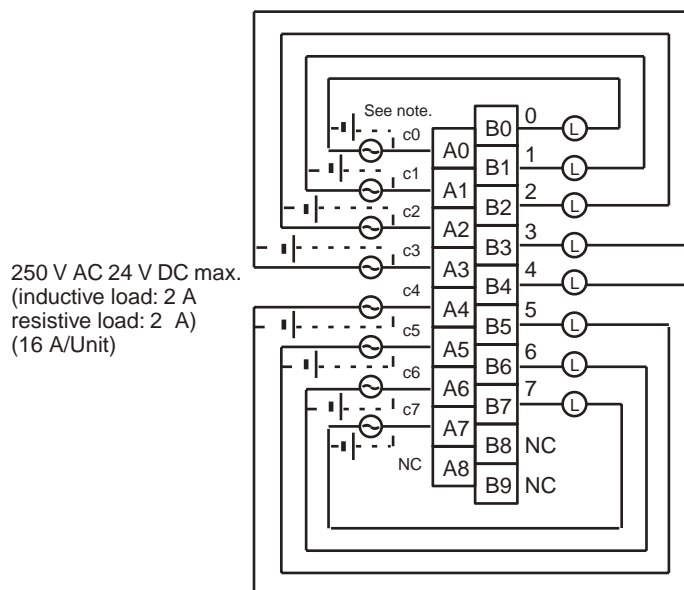 See note.
c0
c1
c2
c3
c4
c5
c6
c7
NC
250 V AC 24 V DC max.
(inductive load: 2 A
resistive load: 2 A)
(16 A/Unit)
A0
A1
A2
A3
A4
A5
A6
A7
A8
B0
B1
B2
B3
B4
B5
B6
B7
B8
B9
0
1
2
3
4
5
6
7
NC
NC
L
L
L
L
L
L
L
L